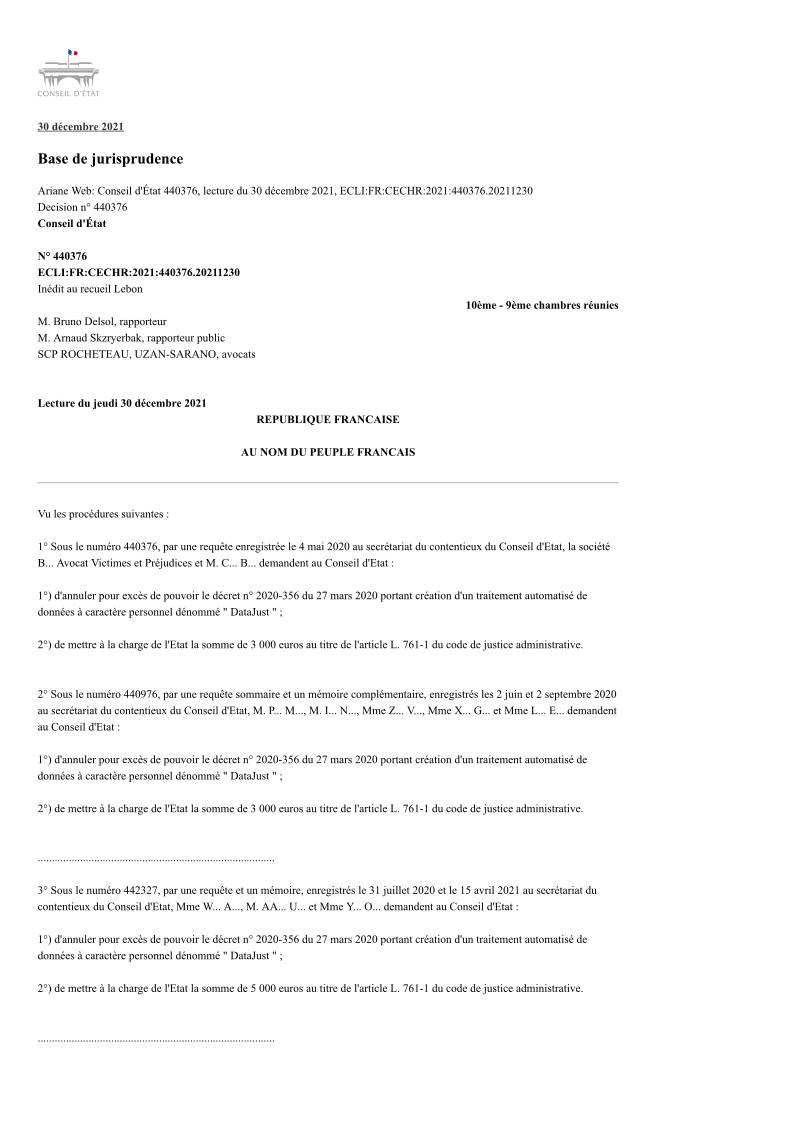 CONSEIL D'ÉTAT
30 décembre 2021
Base de jurisprudence
Ariane Web: Conseil d'État 440376, lecture du 30 décembre 2021, ECLI:FR:CECHR:2021:440376.20211230
Decision n° 440376
Conseil d'État
N° 440376
ECLI:FR:CECHR:2021:440376.20211230
Inédit au recueil Lebon
10ème - 9ème chambres réunies
M. Bruno Delsol, rapporteur
M. Arnaud Skzryerbak, rapporteur public
SCP ROCHETEAU, UZAN-SARANO, avocats
Lecture du jeudi 30 décembre 2021
REPUBLIQUE FRANCAISE
AU NOM DU PEUPLE FRANCAIS
Vu les procédures suivantes :
1° Sous le numéro 440376, par une requête enregistrée le 4 mai 2020 au secrétariat du contentieux du Conseil d'Etat, la société
B... Avocat Victimes et Préjudices et M. C... B... demandent au Conseil d'Etat :
1°) d'annuler pour excès de pouvoir le décret n° 2020-356 du 27 mars 2020 portant création d'un traitement automatisé de
données à caractère personnel dénommé " DataJust " ;
2°) de mettre à la charge de l'Etat la somme de 3 000 euros au titre de l'article L. 761-1 du code de justice administrative.
2° Sous le numéro 440976, par une requête sommaire et un mémoire complémentaire, enregistrés les 2 juin et 2 septembre 2020
au secrétariat du contentieux du Conseil d'Etat, M. P... M..., M. I... N..., Mme Z... V..., Mme X... G... et Mme L... E... demandent
au Conseil d'Etat :
1°) d'annuler pour excès de pouvoir le décret n° 2020-356 du 27 mars 2020 portant création d'un traitement automatisé de
données à caractère personnel dénommé " DataJust " ;
2°) de mettre à la charge de l'Etat la somme de 3 000 euros au titre de l'article L. 761-1 du code de justice administrative.
....................................................................................
3° Sous le numéro 442327, par une requête et un mémoire, enregistrés le 31 juillet 2020 et le 15 avril 2021 au secrétariat du
contentieux du Conseil d'Etat, Mme W... A..., M. AA... U... et Mme Y... O... demandent au Conseil d'Etat :
1°) d'annuler pour excès de pouvoir le décret n° 2020-356 du 27 mars 2020 portant création d'un traitement automatisé de
données à caractère personnel dénommé " DataJust " ;
2°) de mettre à la charge de l'Etat la somme de 5 000 euros au titre de l'article L. 761-1 du code de justice administrative.
....................................................................................